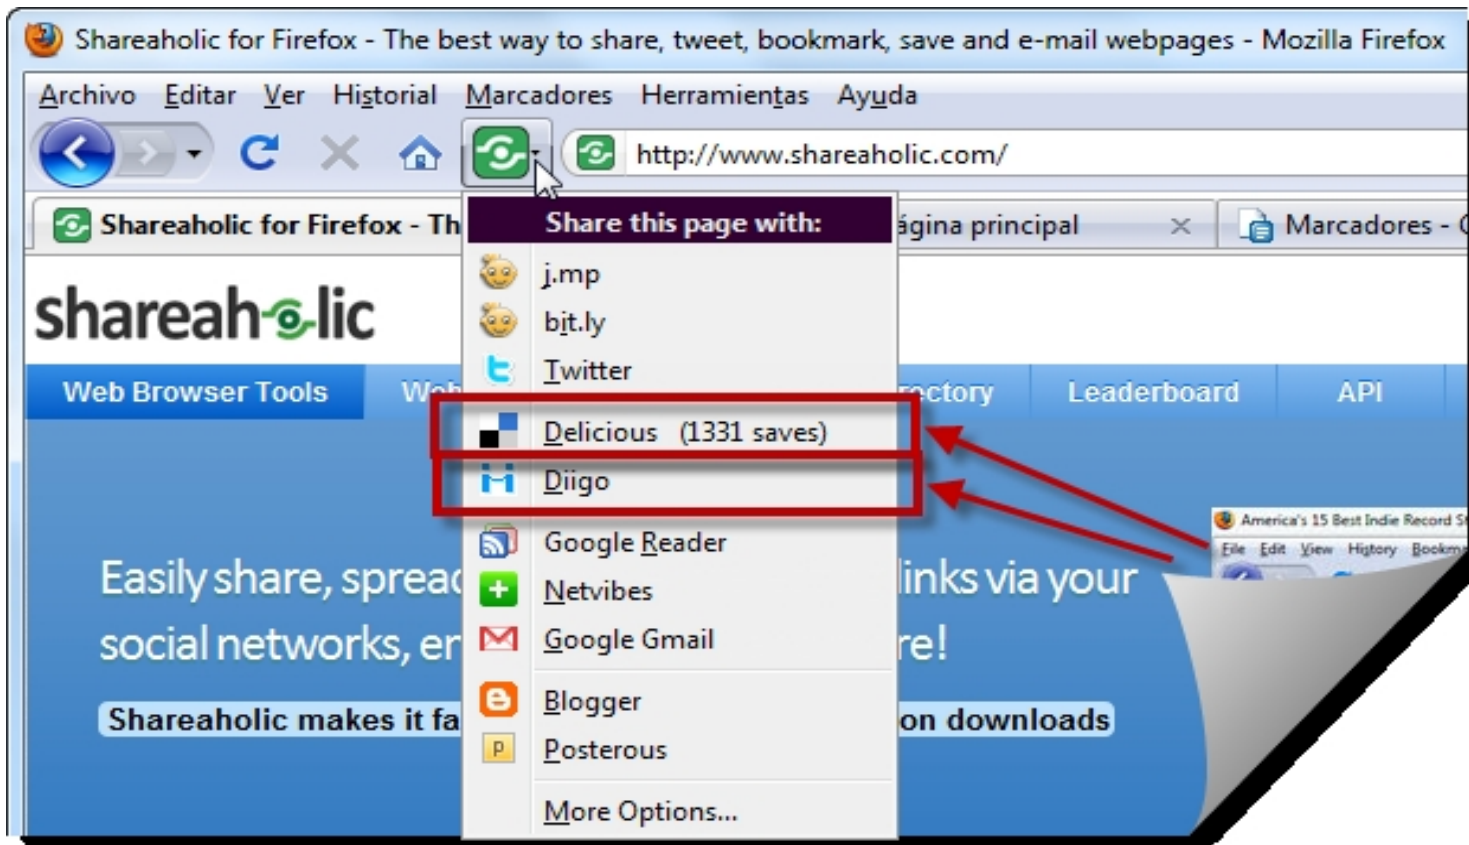 Shareaholic for Firefox - The best way to share, tweet, bookmark, save and e-mail webpages - Mozilla Firefox
Archivo Editar Ver Historial Marcadores Herramientas Ayuda
http://www.shareaholic.com/
Shareaholic for Firefox - Th
ágina principal
Marcadores -
Share this page with:
j.mp
bit.ly
Twitter
Delicious (1331 saves)
Diigo
Google Reader
Netvibes
Google Gmail
Blogger
Posterous
More Options...
shareaholic
Web Browser Tools
Web
ectory
Leaderboard
API
Easily share, spread links via your
social networks, er re!
Shareaholic makes it fa on downloads
America's 15 Best Indie Record St
File Edit View History Bookma